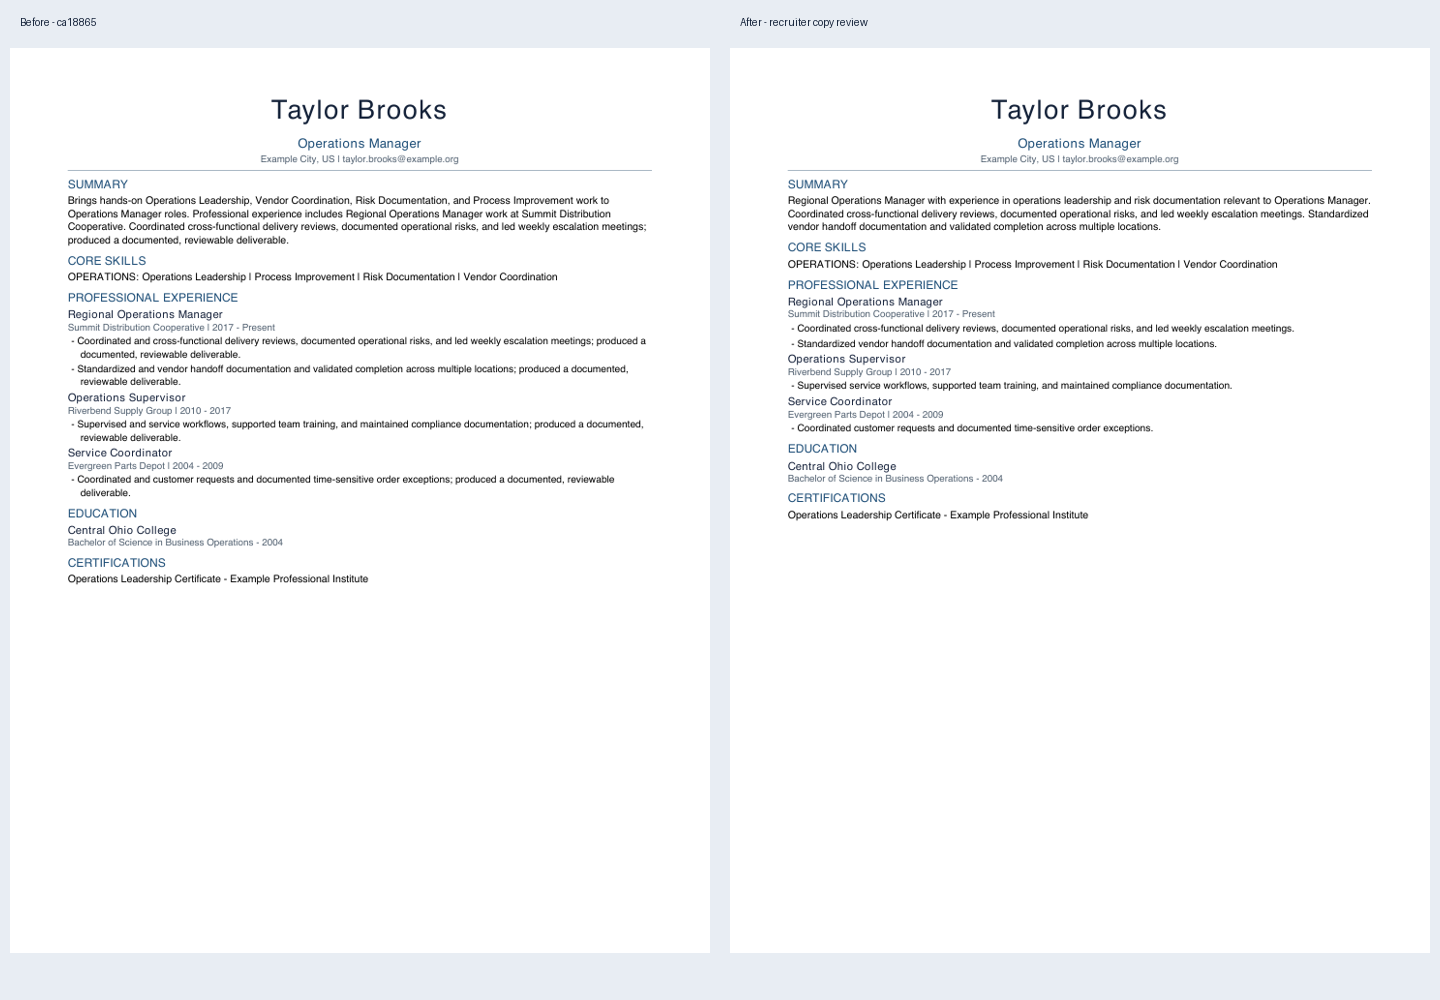 Before - ca18865
Taylor Brooks
Operations Manager
Example City, US | taylor.brooks@example.org
SUMMARY
Brings hands-on Operations Leadership, Vendor Coordination, Risk Documentation, and Process Improvement work to
Operations Manager roles. Professional experience includes Regional Operations Manager work at Summit Distribution
Cooperative. Coordinated cross-functional delivery reviews, documented operational risks, and led weekly escalation meetings;
produced a documented, reviewable deliverable.
CORE SKILLS
OPERATIONS: Operations Leadership | Process Improvement | Risk Documentation | Vendor Coordination
PROFESSIONAL EXPERIENCE
Regional Operations Manager
Summit Distribution Cooperative | 2017 - Present
- Coordinated and cross-functional delivery reviews, documented operational risks, and led weekly escalation meetings; produced a
documented, reviewable deliverable.
- Standardized and vendor handoff documentation and validated completion across multiple locations; produced a documented,
reviewable deliverable.
Operations Supervisor
Riverbend Supply Group | 2010 - 2017
- Supervised and service workflows, supported team training, and maintained compliance documentation; produced a documented,
reviewable deliverable.
Service Coordinator
Evergreen Parts Depot | 2004 - 2009
- Coordinated and customer requests and documented time-sensitive order exceptions; produced a documented, reviewable
deliverable.
EDUCATION
Central Ohio College
Bachelor of Science in Business Operations - 2004
CERTIFICATIONS
Operations Leadership Certificate - Example Professional Institute
After - recruiter copy review
Taylor Brooks
Operations Manager
Example City, US | taylor.brooks@example.org
SUMMARY
Regional Operations Manager with experience in operations leadership and risk documentation relevant to Operations Manager.
Coordinated cross-functional delivery reviews, documented operational risks, and led weekly escalation meetings. Standardized
vendor handoff documentation and validated completion across multiple locations.
CORE SKILLS
OPERATIONS: Operations Leadership | Process Improvement | Risk Documentation | Vendor Coordination
PROFESSIONAL EXPERIENCE
Regional Operations Manager
Summit Distribution Cooperative | 2017 - Present
- Coordinated cross-functional delivery reviews, documented operational risks, and led weekly escalation meetings.
- Standardized vendor handoff documentation and validated completion across multiple locations.
Operations Supervisor
Riverbend Supply Group | 2010 - 2017
- Supervised service workflows, supported team training, and maintained compliance documentation.
Service Coordinator
Evergreen Parts Depot | 2004 - 2009
- Coordinated customer requests and documented time-sensitive order exceptions.
EDUCATION
Central Ohio College
Bachelor of Science in Business Operations - 2004
CERTIFICATIONS
Operations Leadership Certificate - Example Professional Institute